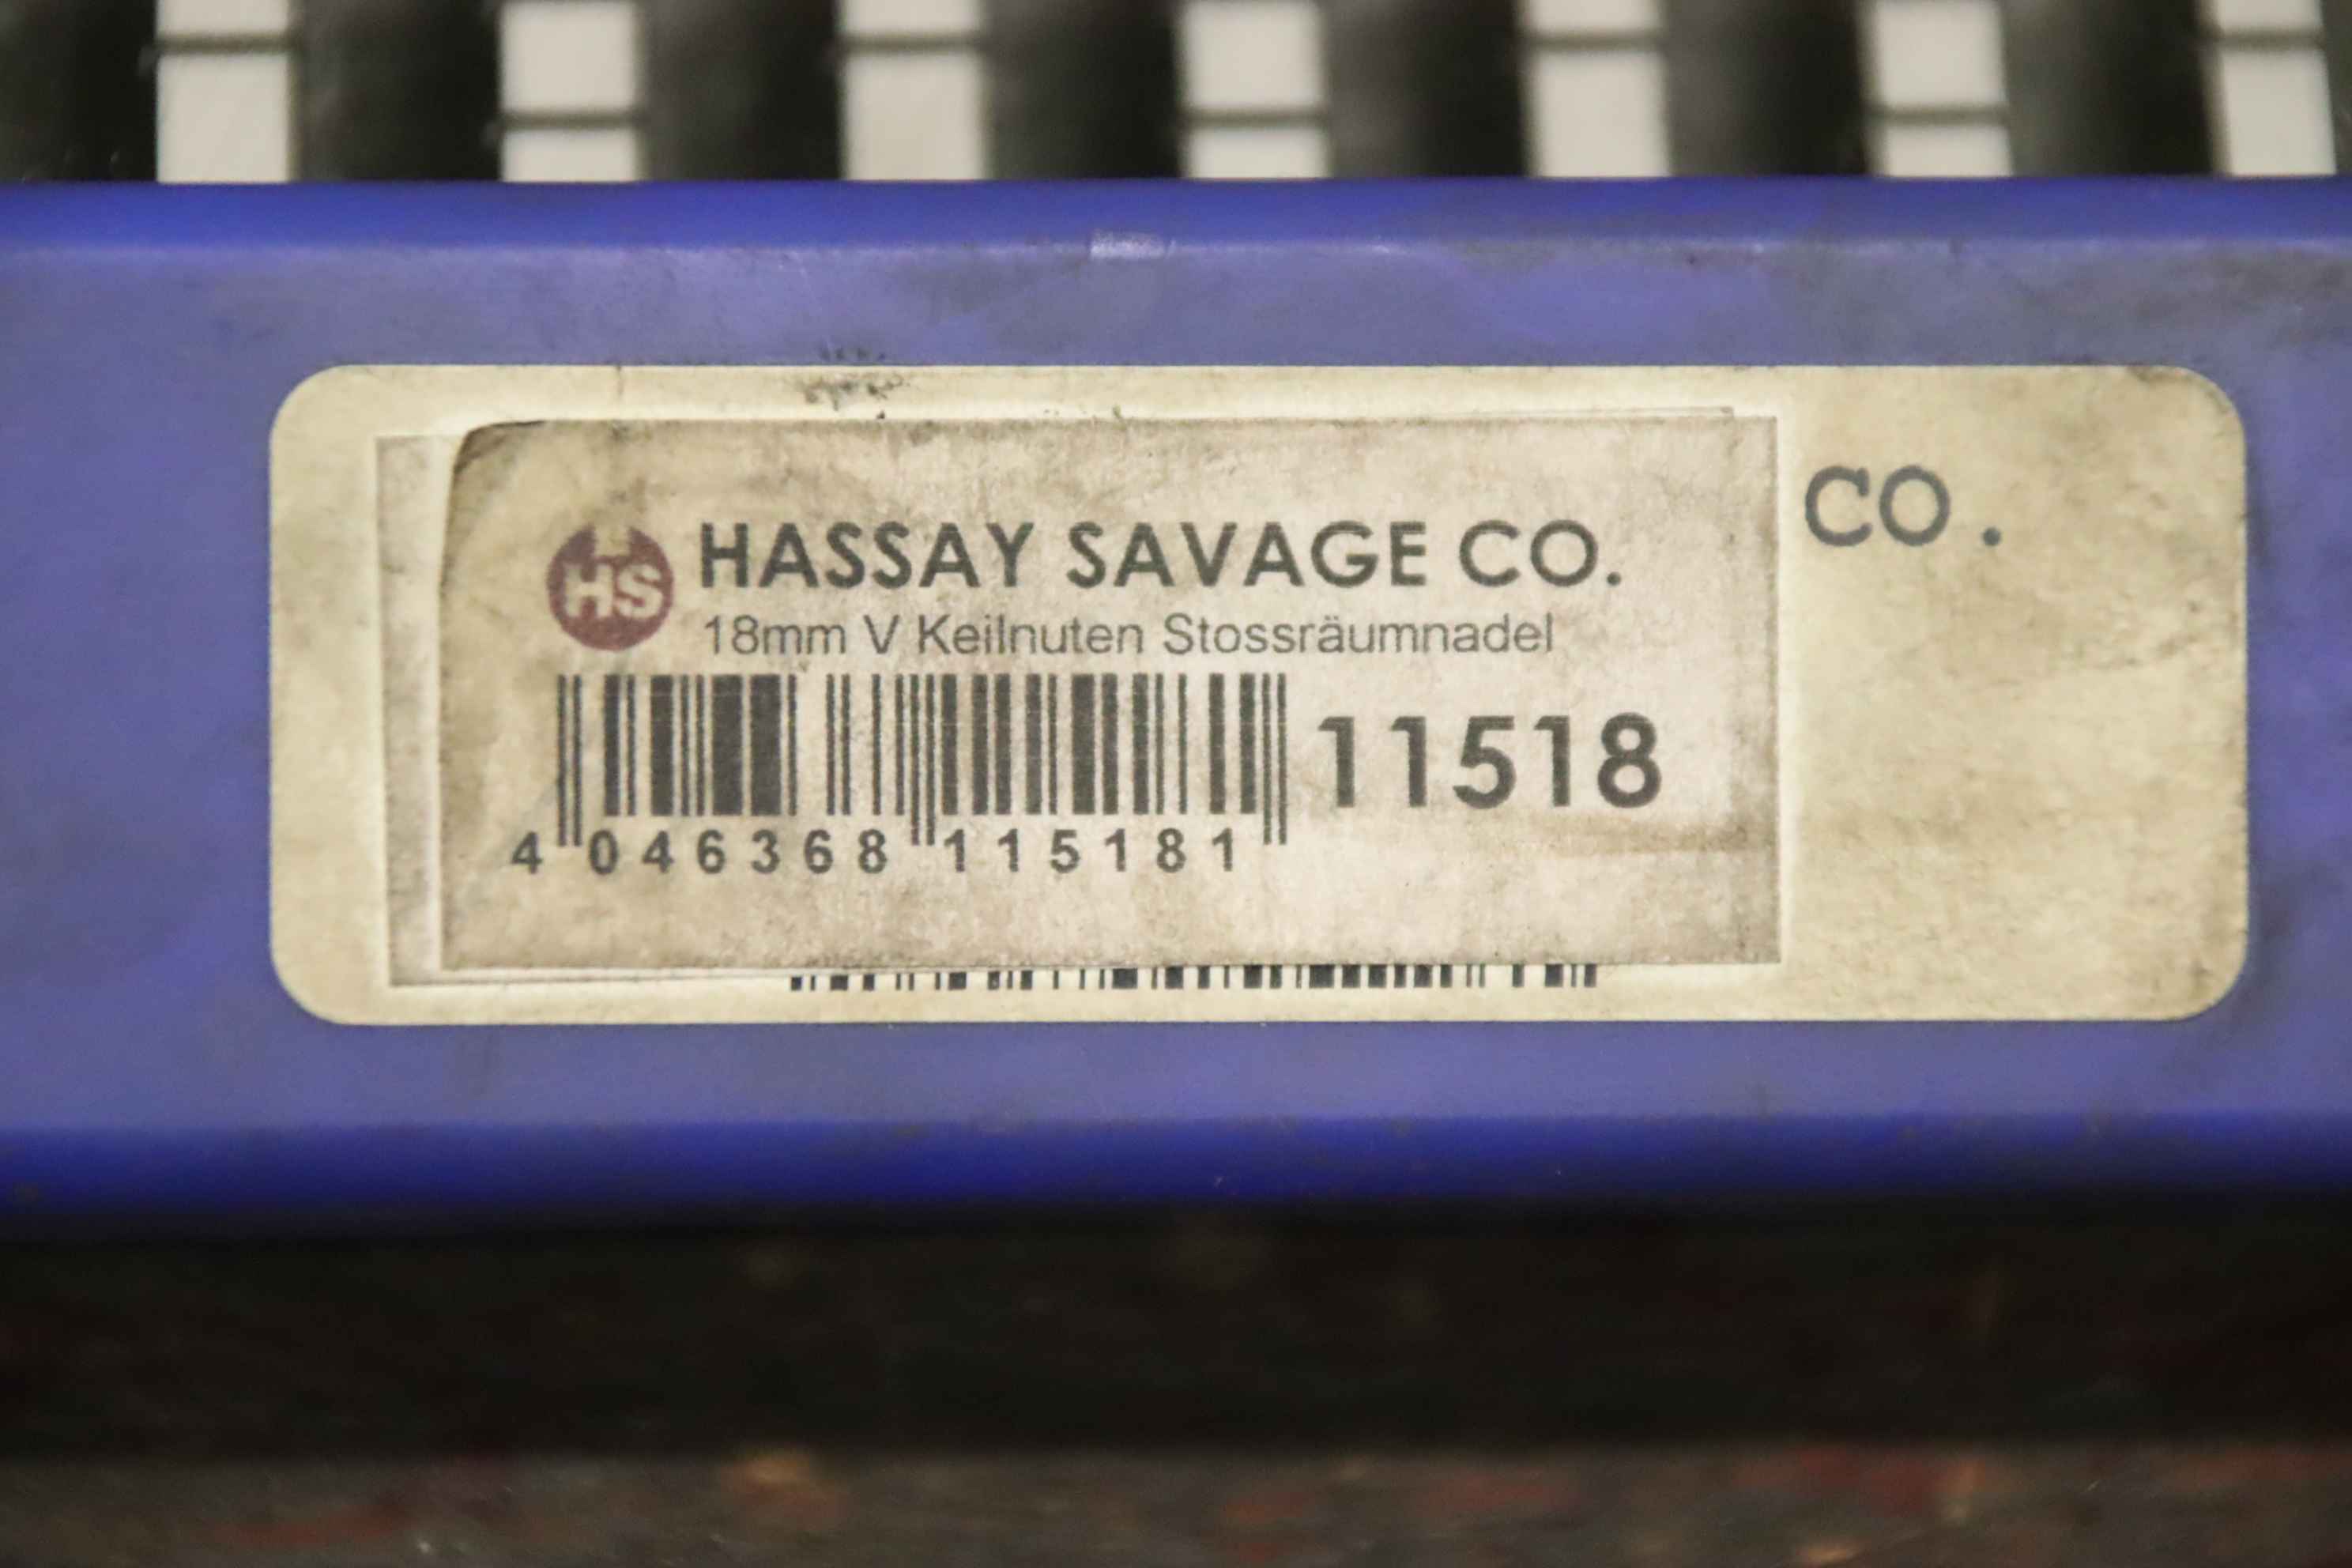 HS HASSAY SAVAGE CO.
CO.
18mm V Keilnuten Stossräumnadel
11518
4 046368 115181